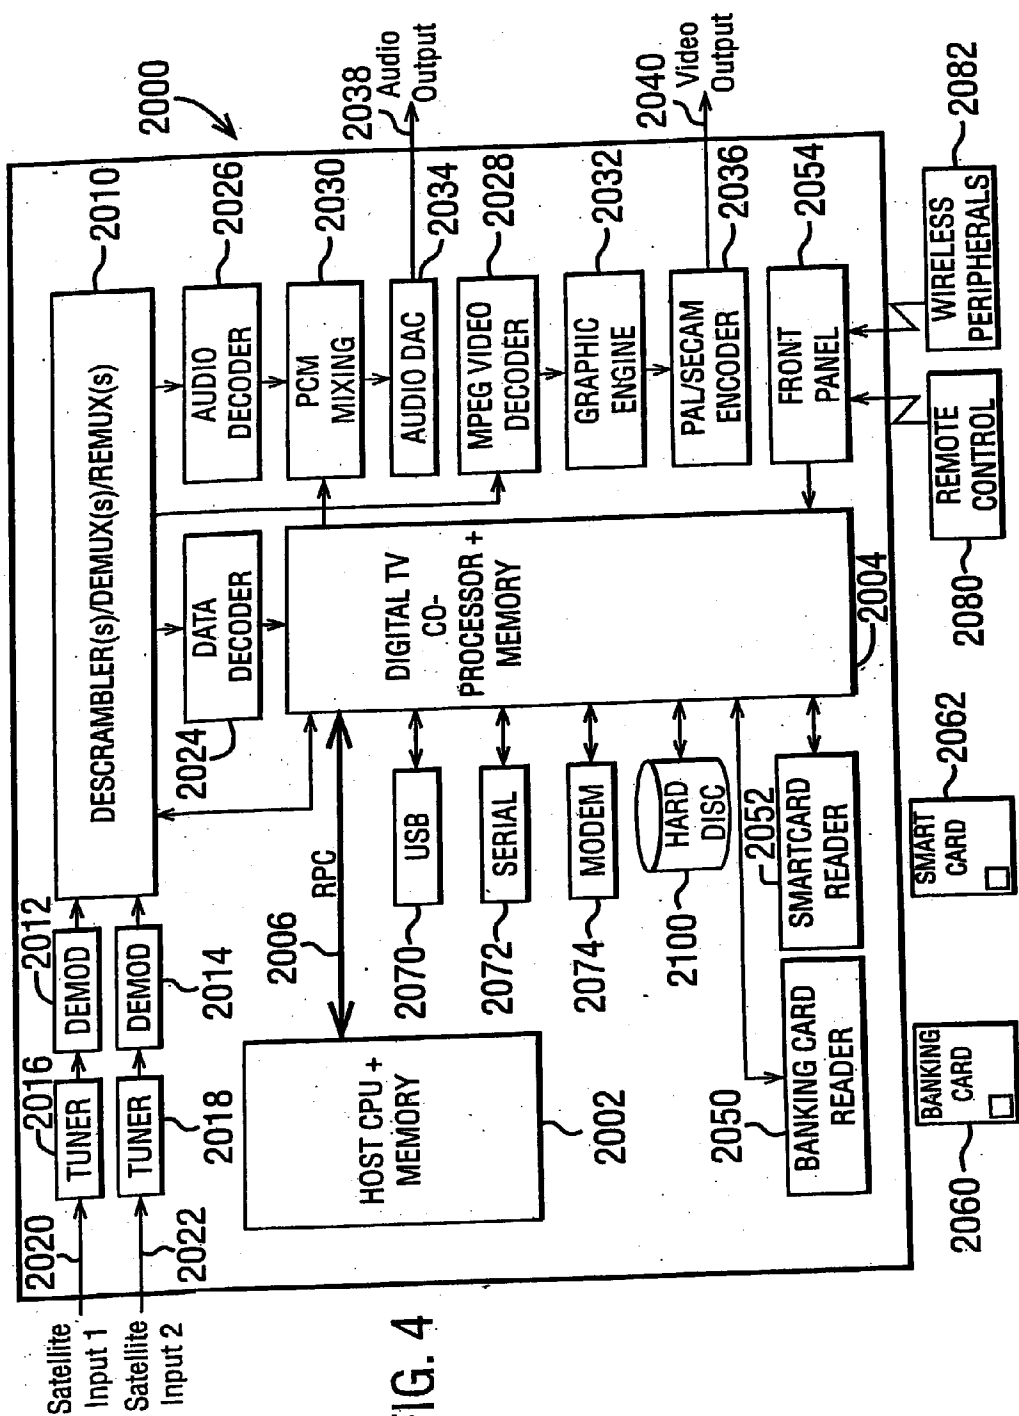 2000
Satellite
Input 1
Satellite
Input 2
2020
2022
TUNER
2016
TUNER
2018
DEMOD
2012
DEMOD
2014
DESCRAMBLER(s)/DEMUX(s)/REMUX(s)
2010
DATA
DECODER
2024
AUDIO
DECODER
2026
PCM
MIXING
2030
AUDIO DAC
2034
2038
Audio
Output
MPEG VIDEO
DECODER
2028
GRAPHIC
ENGINE
2032
PAL/SECAM
ENCODER
2036
2040
Video
Output
FRONT
PANEL
2054
HOST CPU +
MEMORY
2002
2006
RPC
DIGITAL TV
CO-
PROCESSOR +
MEMORY
2004
USB
2070
SERIAL
2072
MODEM
2074
HARD
DISC
2100
BANKING CARD
READER
2050
SMARTCARD
READER
2052
BANKING
CARD
2060
SMART
CARD
2062
REMOTE
CONTROL
2080
WIRELESS
PERIPHERALS
2082
FIG. 4